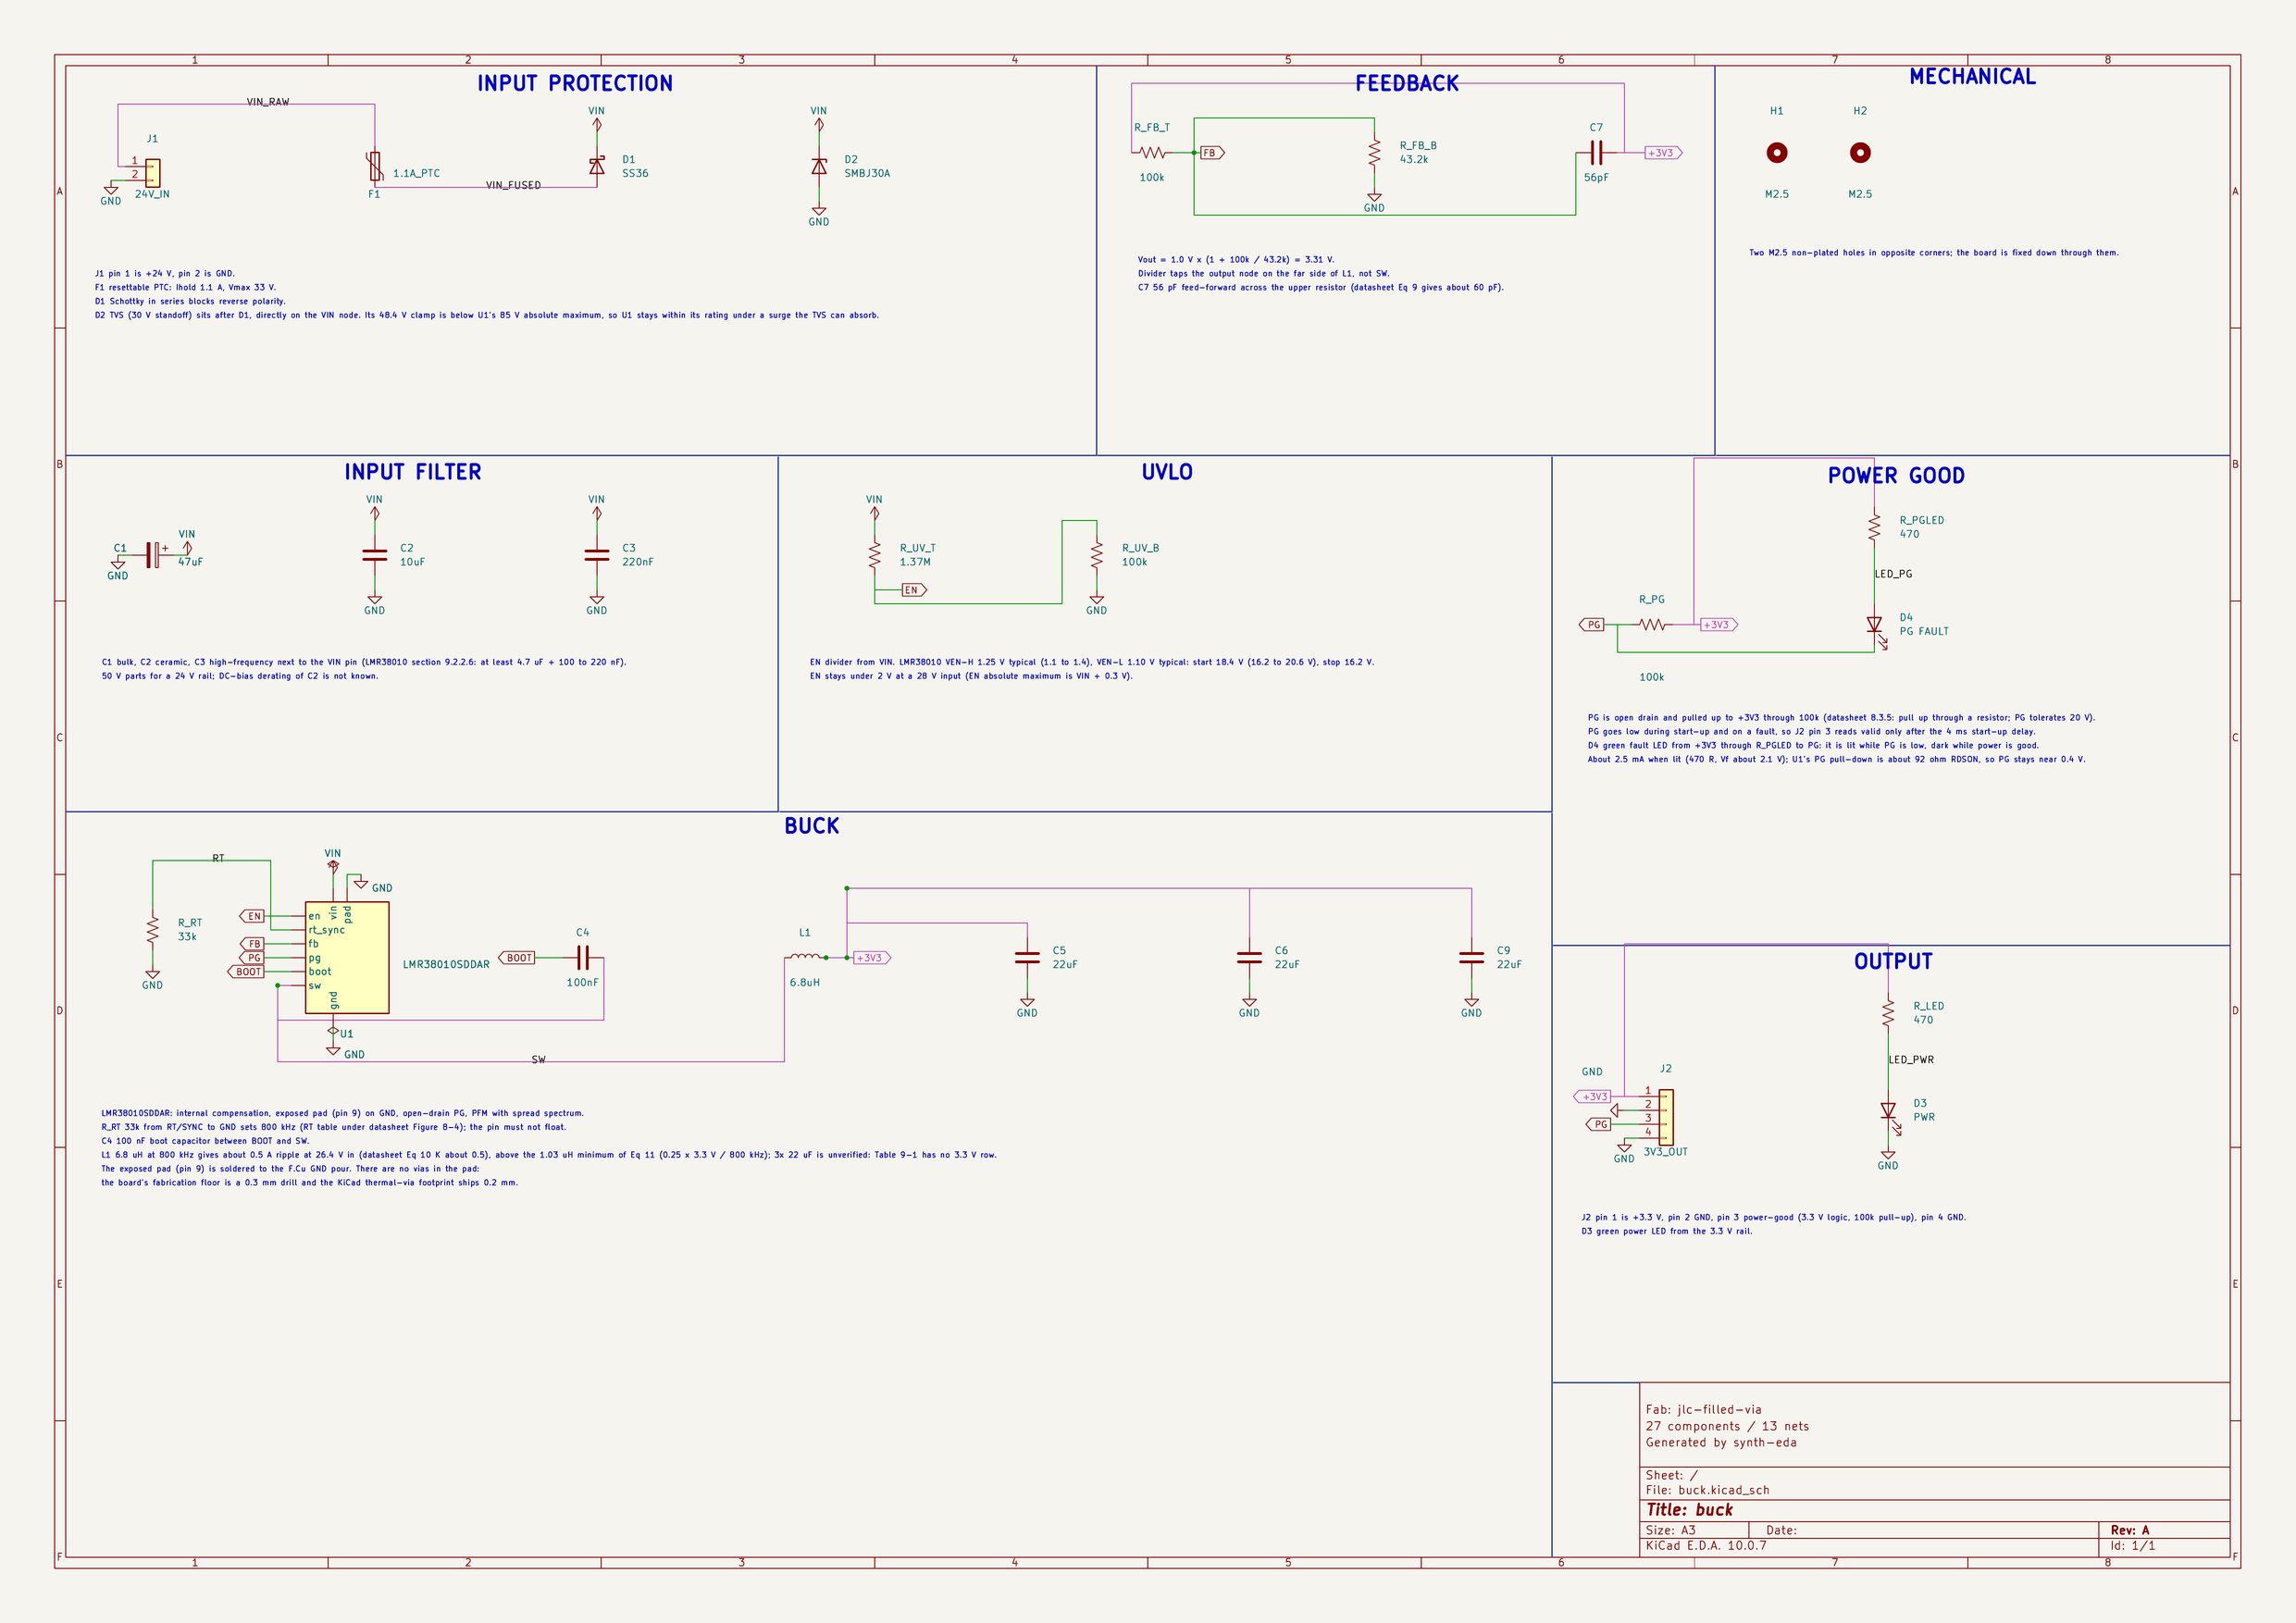 1 2 3 4 5 6 7 8
A
B
C
D
E
F
INPUT PROTECTION
VIN_RAW
J1
1
2
24V_IN
GND
1.1A_PTC
F1
VIN_FUSED
VIN
D1
SS36
VIN
D2
SMBJ30A
GND
J1 pin 1 is +24 V, pin 2 is GND.
F1 resettable PTC: Ihold 1.1 A, Vmax 33 V.
D1 Schottky in series blocks reverse polarity.
D2 TVS (30 V standoff) sits after D1, directly on the VIN node. Its 48.4 V clamp is below U1's 85 V absolute maximum, so U1 stays within its rating under a surge the TVS can absorb.
FEEDBACK
R_FB_T
100k
FB
R_FB_B
43.2k
GND
C7
56pF
+3V3
Vout = 1.0 V x (1 + 100k / 43.2k) = 3.31 V.
Divider taps the output node on the far side of L1, not SW.
C7 56 pF feed-forward across the upper resistor (datasheet Eq 9 gives about 60 pF).
MECHANICAL
H1
H2
M2.5
M2.5
Two M2.5 non-plated holes in opposite corners; the board is fixed down through them.
INPUT FILTER
C1
+
VIN
47uF
GND
VIN
C2
10uF
GND
VIN
C3
220nF
GND
C1 bulk, C2 ceramic, C3 high-frequency next to the VIN pin (LMR38010 section 9.2.2.6: at least 4.7 uF + 100 to 220 nF).
50 V parts for a 24 V rail; DC-bias derating of C2 is not known.
UVLO
VIN
R_UV_T
1.37M
EN
R_UV_B
100k
GND
EN divider from VIN. LMR38010 VEN-H 1.25 V typical (1.1 to 1.4), VEN-L 1.10 V typical: start 18.4 V (16.2 to 20.6 V), stop 16.2 V.
EN stays under 2 V at a 28 V input (EN absolute maximum is VIN + 0.3 V).
POWER GOOD
R_PGLED
470
LED_PG
R_PG
PG
+3V3
100k
D4
PG FAULT
PG is open drain and pulled up to +3V3 through 100k (datasheet 8.3.5: pull up through a resistor; PG tolerates 20 V).
PG goes low during start-up and on a fault, so J2 pin 3 reads valid only after the 4 ms start-up delay.
D4 green fault LED from +3V3 through R_PGLED to PG: it is lit while PG is low, dark while power is good.
About 2.5 mA when lit (470 R, Vf about 2.1 V); U1's PG pull-down is about 92 ohm RDSON, so PG stays near 0.4 V.
BUCK
RT
R_RT
33k
GND
VIN
GND
EN
FB
PG
BOOT
en
rt_sync
fb
pg
boot
sw
vin
pad
gnd
LMR38010SDDAR
U1
GND
BOOT
C4
100nF
SW
L1
6.8uH
+3V3
C5
22uF
GND
C6
22uF
GND
C9
22uF
GND
LMR38010SDDAR: internal compensation, exposed pad (pin 9) on GND, open-drain PG, PFM with spread spectrum.
R_RT 33k from RT/SYNC to GND sets 800 kHz (RT table under datasheet Figure 8-4); the pin must not float.
C4 100 nF boot capacitor between BOOT and SW.
L1 6.8 uH at 800 kHz gives about 0.5 A ripple at 26.4 V in (datasheet Eq 10 K about 0.5), above the 1.03 uH minimum of Eq 11 (0.25 x 3.3 V / 800 kHz); 3x 22 uF is unverified: Table 9-1 has no 3.3 V row.
The exposed pad (pin 9) is soldered to the F.Cu GND pour. There are no vias in the pad:
the board's fabrication floor is a 0.3 mm drill and the KiCad thermal-via footprint ships 0.2 mm.
OUTPUT
R_LED
470
LED_PWR
GND
J2
+3V3
PG
1
2
3
4
GND
3V3_OUT
D3
PWR
GND
J2 pin 1 is +3.3 V, pin 2 GND, pin 3 power-good (3.3 V logic, 100k pull-up), pin 4 GND.
D3 green power LED from the 3.3 V rail.
Fab: jlc-filled-via
27 components / 13 nets
Generated by synth-eda
Sheet: /
File: buck.kicad_sch
Title: buck
Size: A3
Date:
Rev: A
KiCad E.D.A. 10.0.7
Id: 1/1
A
B
C
D
E
F
1 2 3 4 5 6 7 8